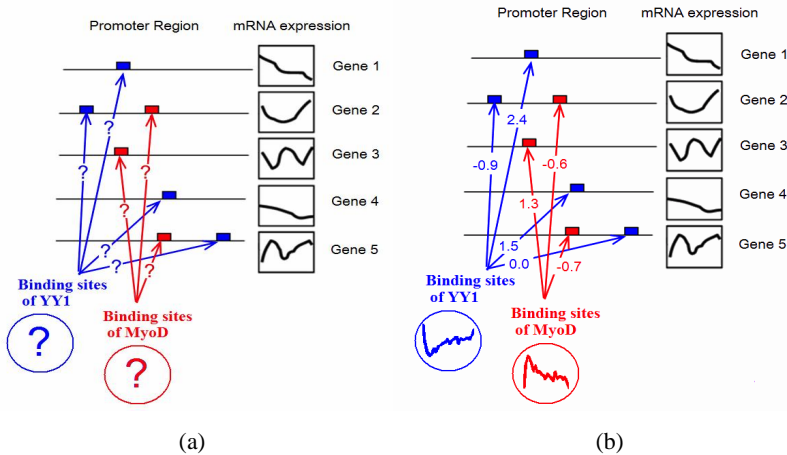 Promoter Region mRNA expression
Gene 1
Gene 2
?
?
Gene 3
?
?
?
Gene 4
?
Gene 5
?
?
Binding sites
of YY1
Binding sites
of MyoD
?
?
(a)
Promoter Region mRNA expression
Gene 1
Gene 2
2.4
Gene 3
-0.9
-0.6
1.3
Gene 4
1.5
Gene 5
0.0
-0.7
Binding sites
of YY1
Binding sites
of MyoD
(b)